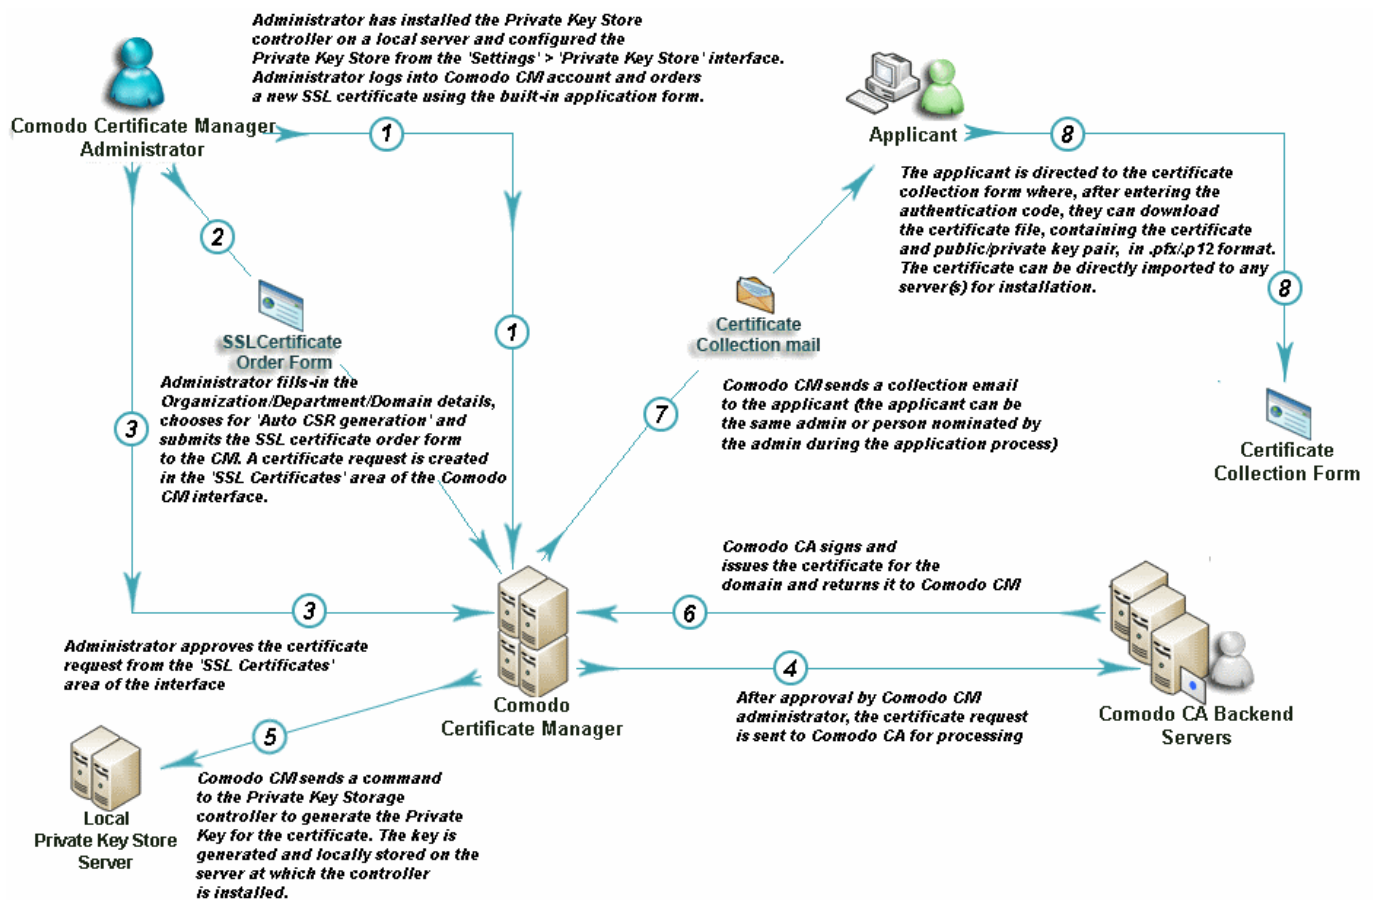 Administrator has installed the Private Key Store
controller on a local server and configured the
Private Key Store from the 'Settings' > 'Private Key Store' interface.
Administrator logs into Comodo CM account and orders
a new SSL certificate using the built-in application form.
Comodo Certificate Manager
Administrator
1
Applicant
8
The applicant is directed to the certificate
collection form where, after entering the
authentication code, they can download
the certificate file, containing the certificate
and public/private key pair, in .pfx/.p12 format.
The certificate can be directly imported to any
server(s) for installation.
2
8
SSLCertificate
Order Form
1
Certificate
Collection mail
Administrator fills-in the
Organization/Department/Domain details,
chooses for 'Auto CSR generation' and
submits the SSL certificate order form
to the CM. A certificate request is created
in the 'SSL Certificates' area of the Comodo
CM interface.
3
7
Comodo CM sends a collection email
to the applicant (the applicant can be
the same admin or person nominated by
the admin during the application process)
Certificate
Collection Form
Comodo CA signs and
issues the certificate for the
domain and returns it to Comodo CM
3
6
Administrator approves the certificate
request from the 'SSL Certificates'
area of the interface
4
Comodo
Certificate Manager
After approval by Comodo CM
administrator, the certificate request
is sent to Comodo CA for processing
Comodo CA Backend
Servers
5
Local
Private Key Store
Server
Comodo CM sends a command
to the Private Key Storage
controller to generate the Private
Key for the certificate. The key is
generated and locally stored on the
server at which the controller
is installed.